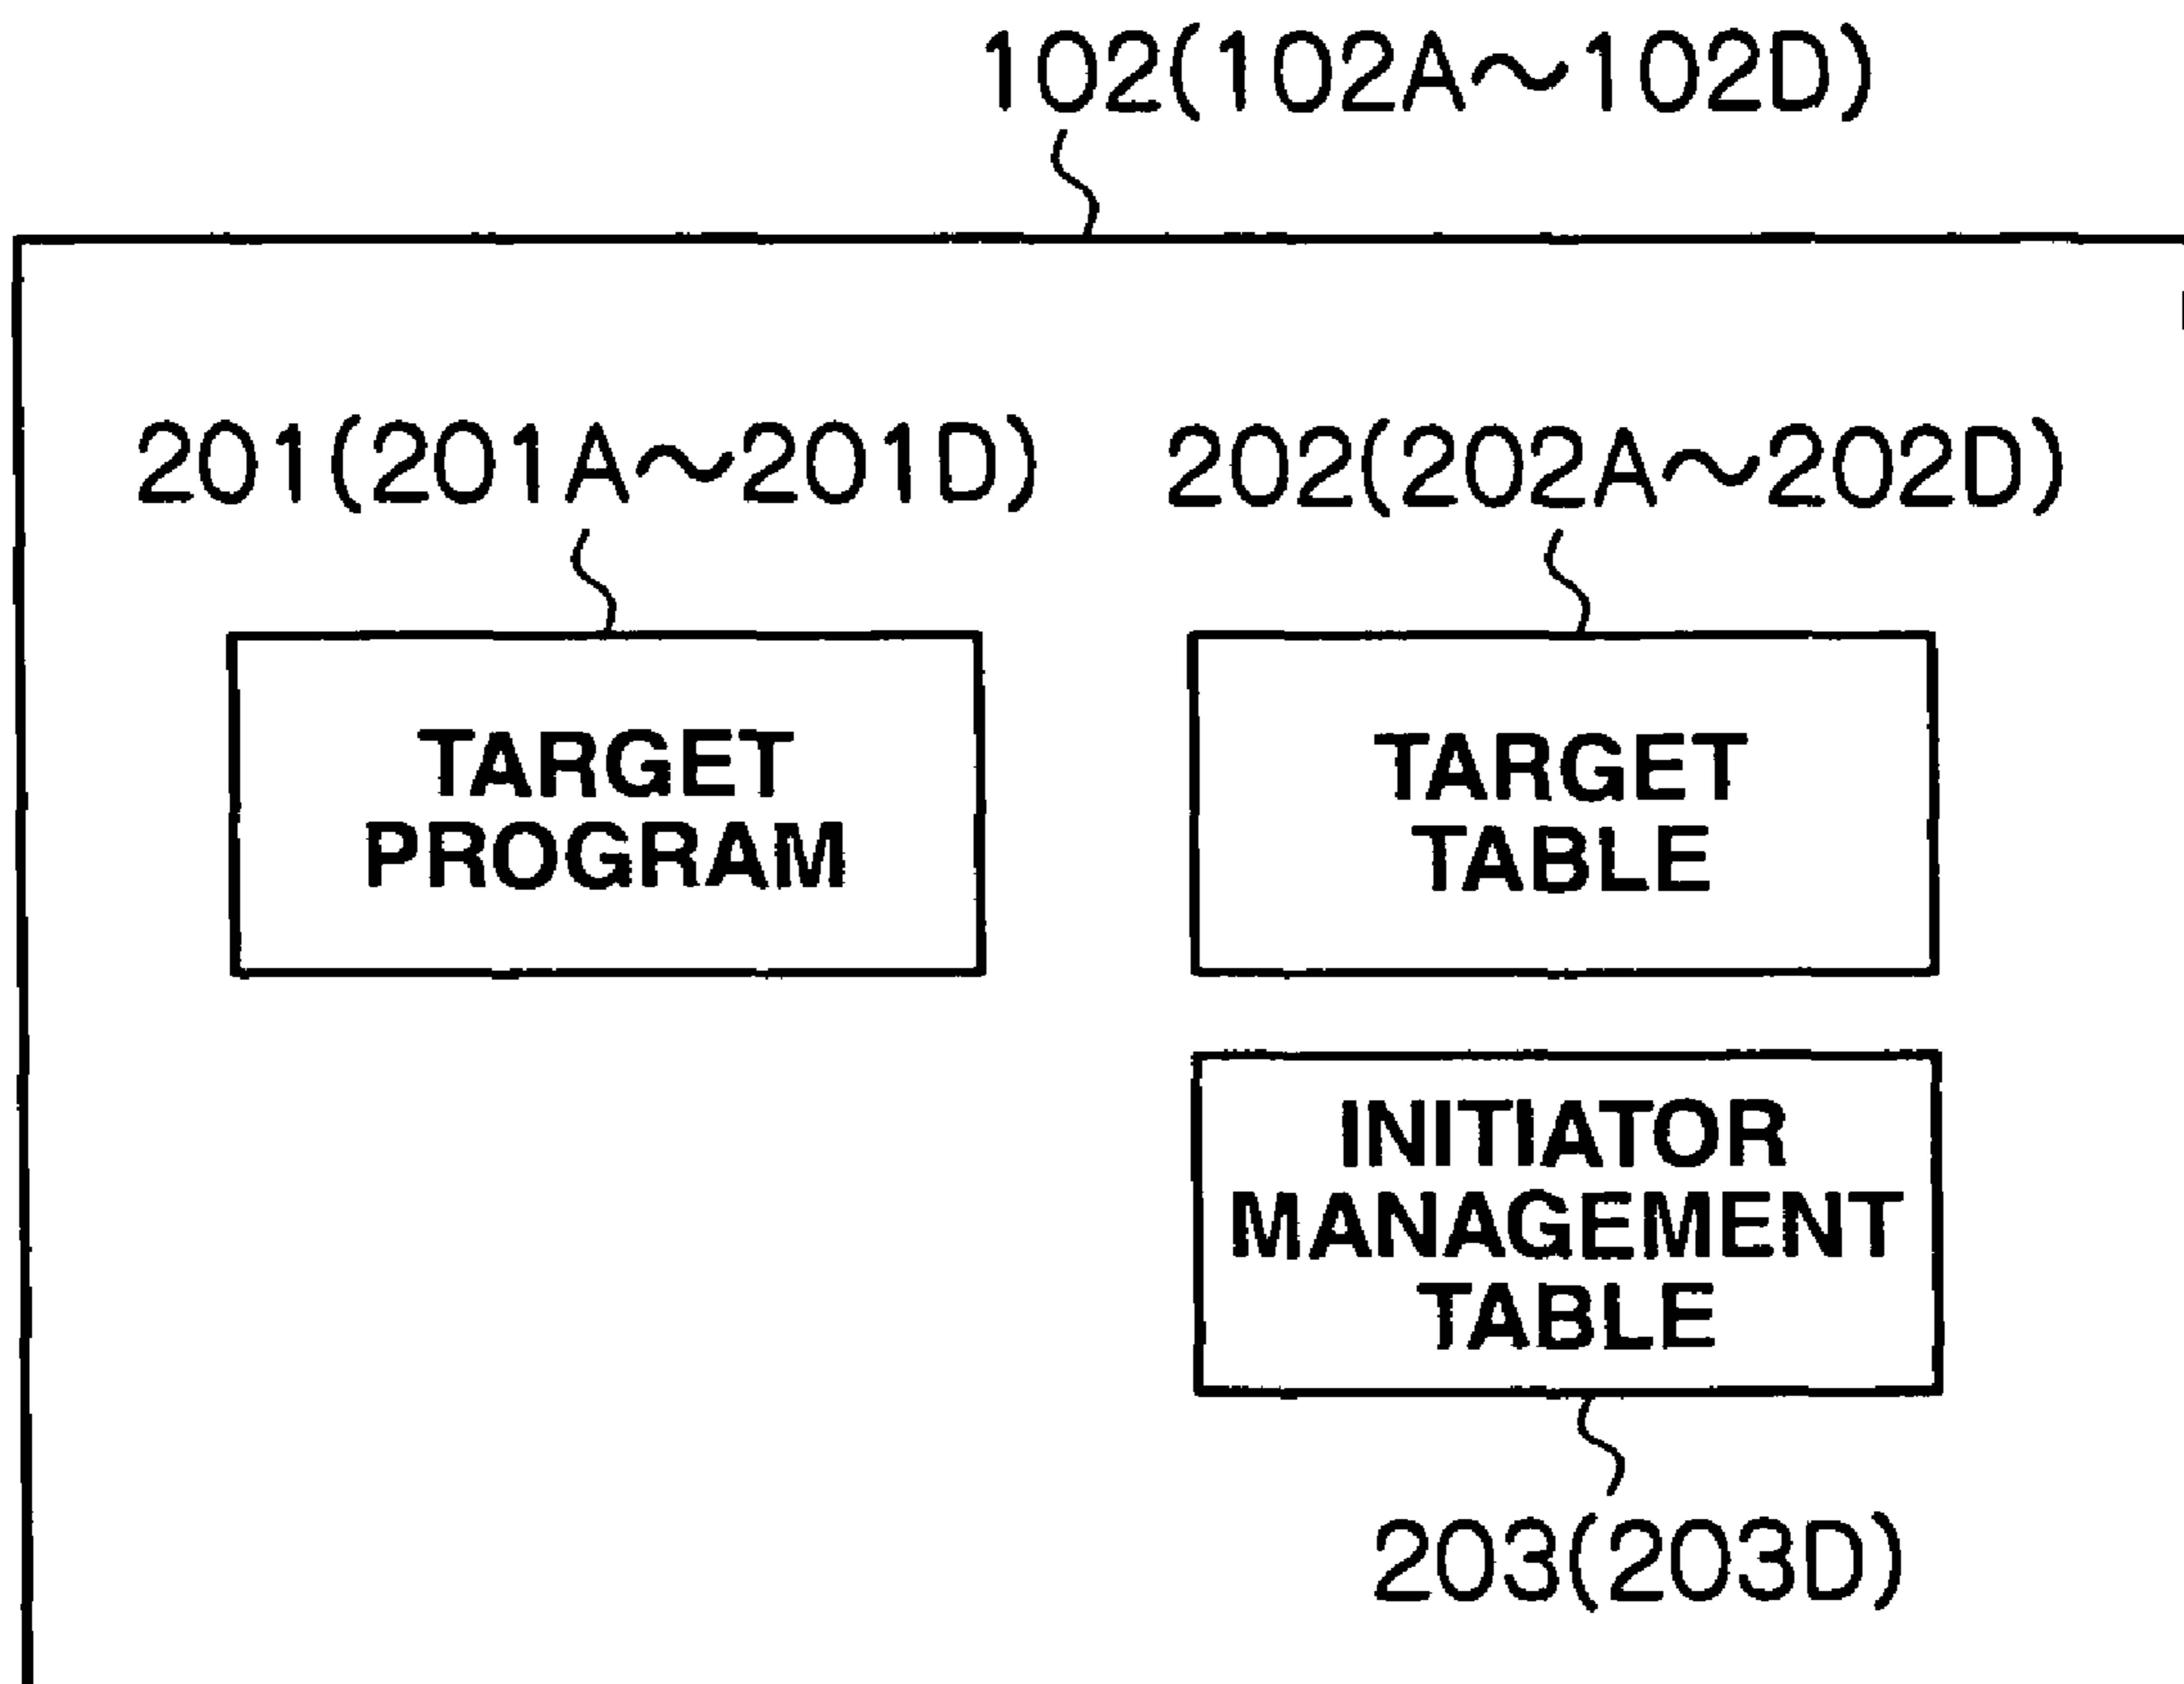 102(102A~102D)
201(201A~201D)
202(202A~202D)
TARGET
PROGRAM
TARGET
TABLE
INITIATOR
MANAGEMENT
TABLE
203(203D)